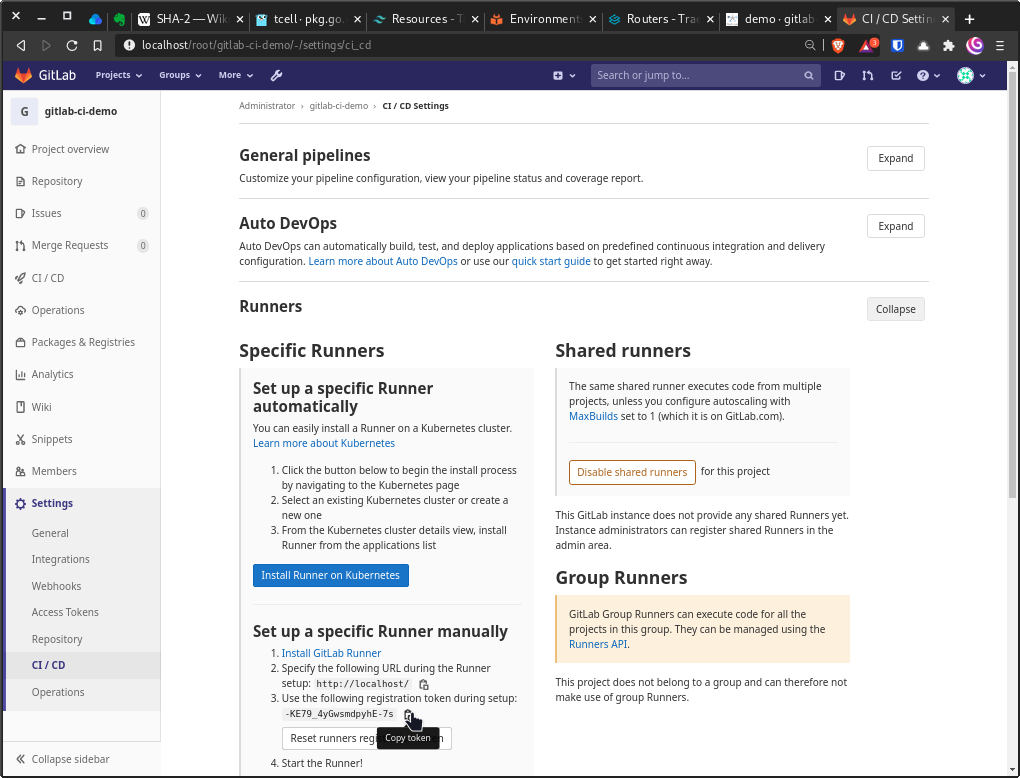 SHA-2 — Wik
tcell · pkg.go.
Resources - T
Environment
Routers - Trae
demo · gitlab
CI / CD Settin
localhost/root/gitlab-ci-demo/-/settings/ci_cd
3
GitLab
Projects
Groups
More
Search or jump to...
G
gitlab-ci-demo
Project overview
Repository
Issues
0
Merge Requests
0
CI / CD
Operations
Packages & Registries
Analytics
Wiki
Snippets
Members
Settings
General
Integrations
Webhooks
Access Tokens
Repository
CI / CD
Operations
Collapse sidebar
Administrator › gitlab-ci-demo › CI / CD Settings
General pipelines
Expand
Customize your pipeline configuration, view your pipeline status and coverage report.
Auto DevOps
Expand
Auto DevOps can automatically build, test, and deploy applications based on predefined continuous integration and delivery
configuration. Learn more about Auto DevOps or use our quick start guide to get started right away.
Runners
Collapse
Specific Runners
Set up a specific Runner
automatically
You can easily install a Runner on a Kubernetes cluster.
Learn more about Kubernetes
1. Click the button below to begin the install process
by navigating to the Kubernetes page
2. Select an existing Kubernetes cluster or create a
new one
3. From the Kubernetes cluster details view, install
Runner from the applications list
Install Runner on Kubernetes
Set up a specific Runner manually
1. Install GitLab Runner
2. Specify the following URL during the Runner
setup: http://localhost/
3. Use the following registration token during setup:
-KE79_4yGwsmdpyhE-7s
Reset runners regi
Copy token
4. Start the Runner!
Shared runners
The same shared runner executes code from multiple
projects, unless you configure autoscaling with
MaxBuilds set to 1 (which it is on GitLab.com).
Disable shared runners for this project
This GitLab instance does not provide any shared Runners yet.
Instance administrators can register shared Runners in the
admin area.
Group Runners
GitLab Group Runners can execute code for all the
projects in this group. They can be managed using the
Runners API.
This project does not belong to a group and can therefore not
make use of group Runners.